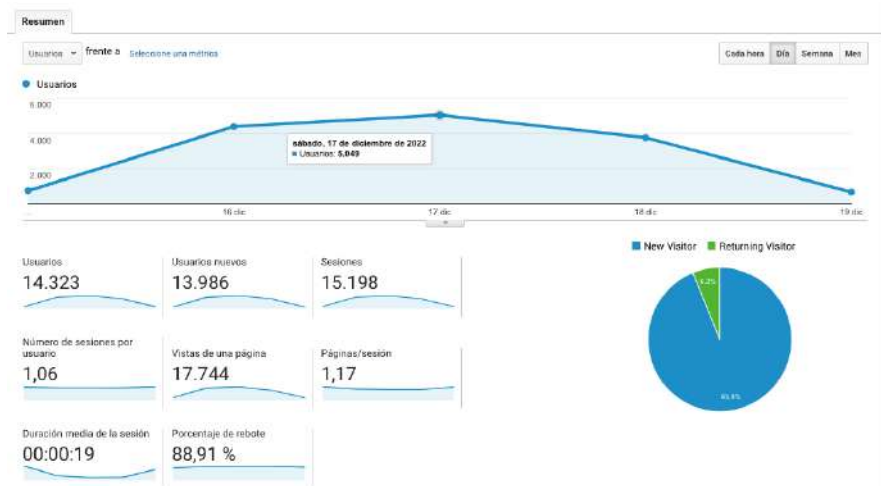 Resumen
Usuarios frente a Seleccione una métrica
Cada hora Día Semana Mes
Usuarios
6.000
4.000
2.000
sábado, 17 de diciembre de 2022
Usuarios: 5,049
...
16 dic
17 dic
18 dic
19 dic
New Visitor Returning Visitor
Usuarios
14.323
Usuarios nuevos
13.986
Sesiones
15.198
Número de sesiones por
usuario
1,06
Vistas de una página
17.744
Páginas/sesión
1,17
Duración media de la sesión
00:00:19
Porcentaje de rebote
88,91 %